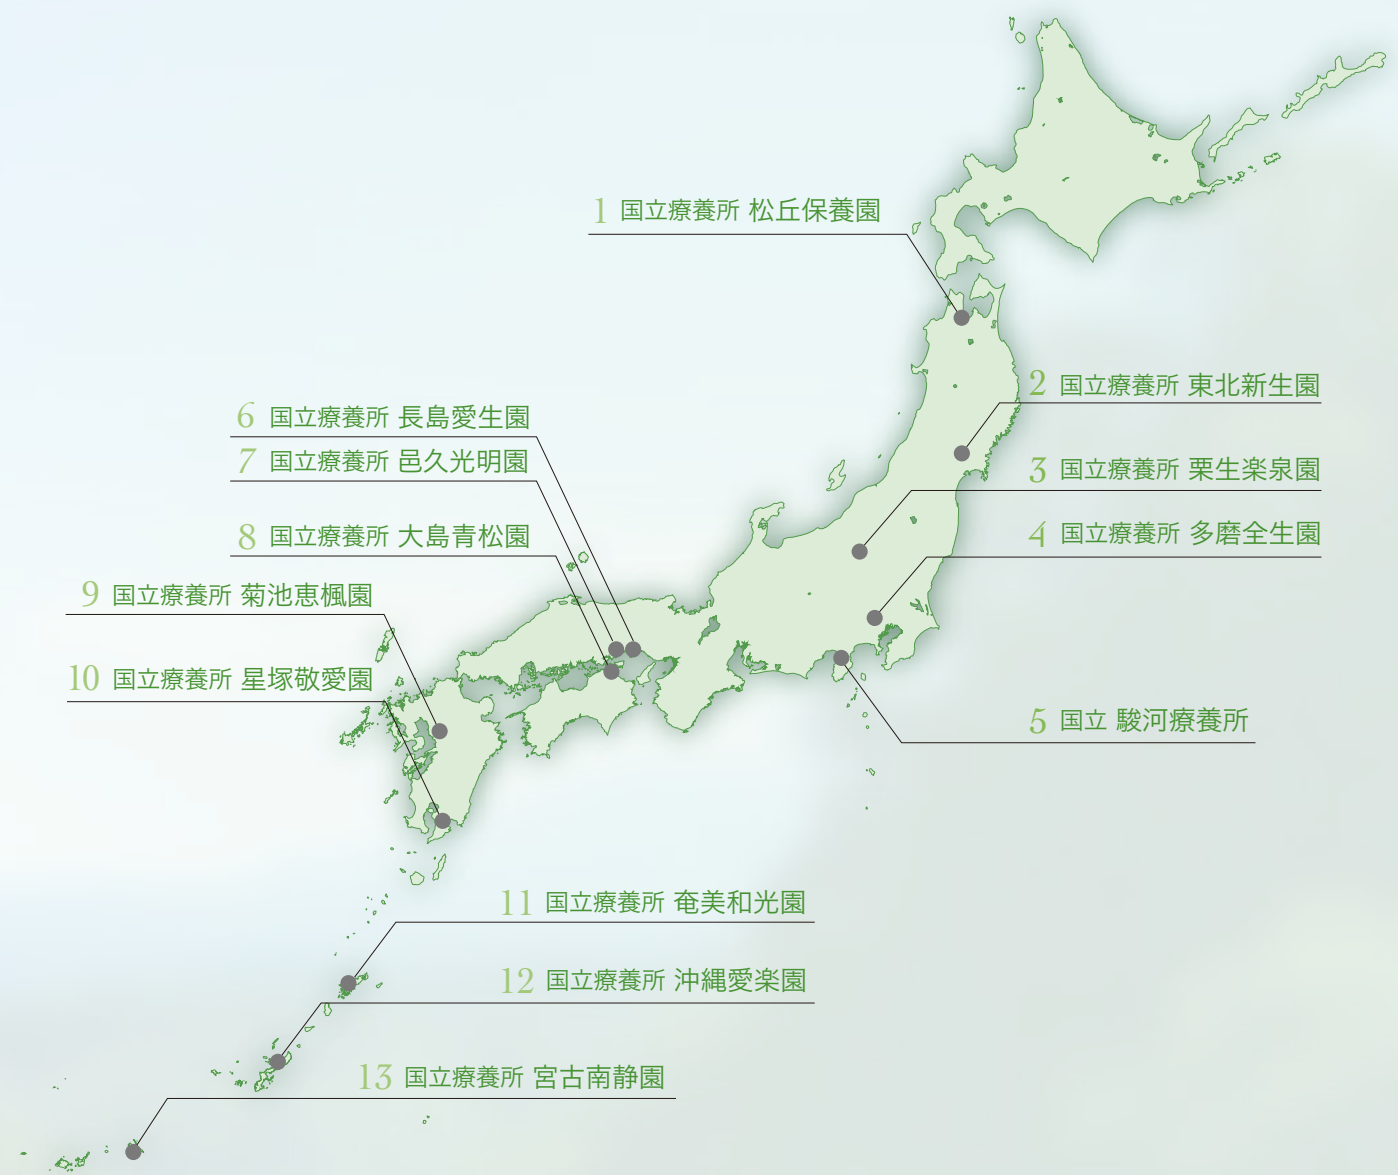 1 国立療養所 松丘保養園
2 国立療養所 東北新生園
3 国立療養所 栗生楽泉園
4 国立療養所 多磨全生園
5 国立 駿河療養所
6 国立療養所 長島愛生園
7 国立療養所 邑久光明園
8 国立療養所 大島青松園
9 国立療養所 菊池恵楓園
10 国立療養所 星塚敬愛園
11 国立療養所 奄美和光園
12 国立療養所 沖縄愛楽園
13 国立療養所 宮古南静園